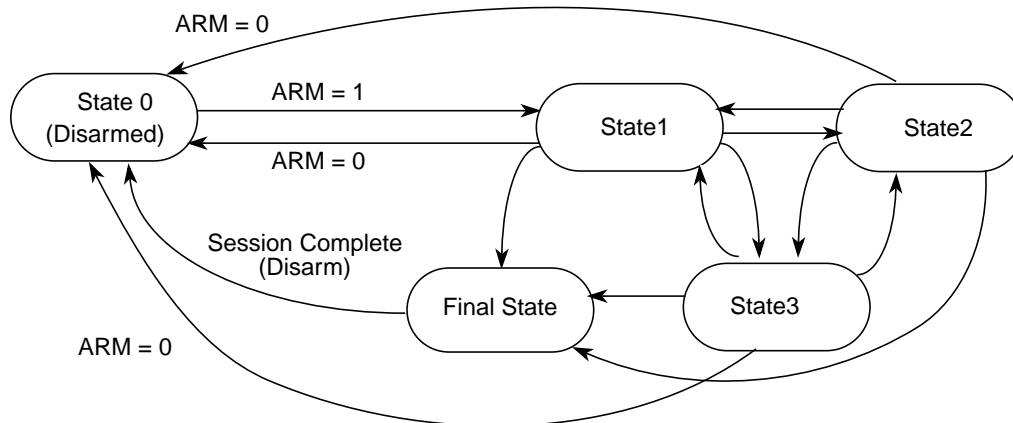 ARM = 0
State 0
(Disarmed)
ARM = 1
ARM = 0
State1
State2
Session Complete
(Disarm)
Final State
State3
ARM = 0